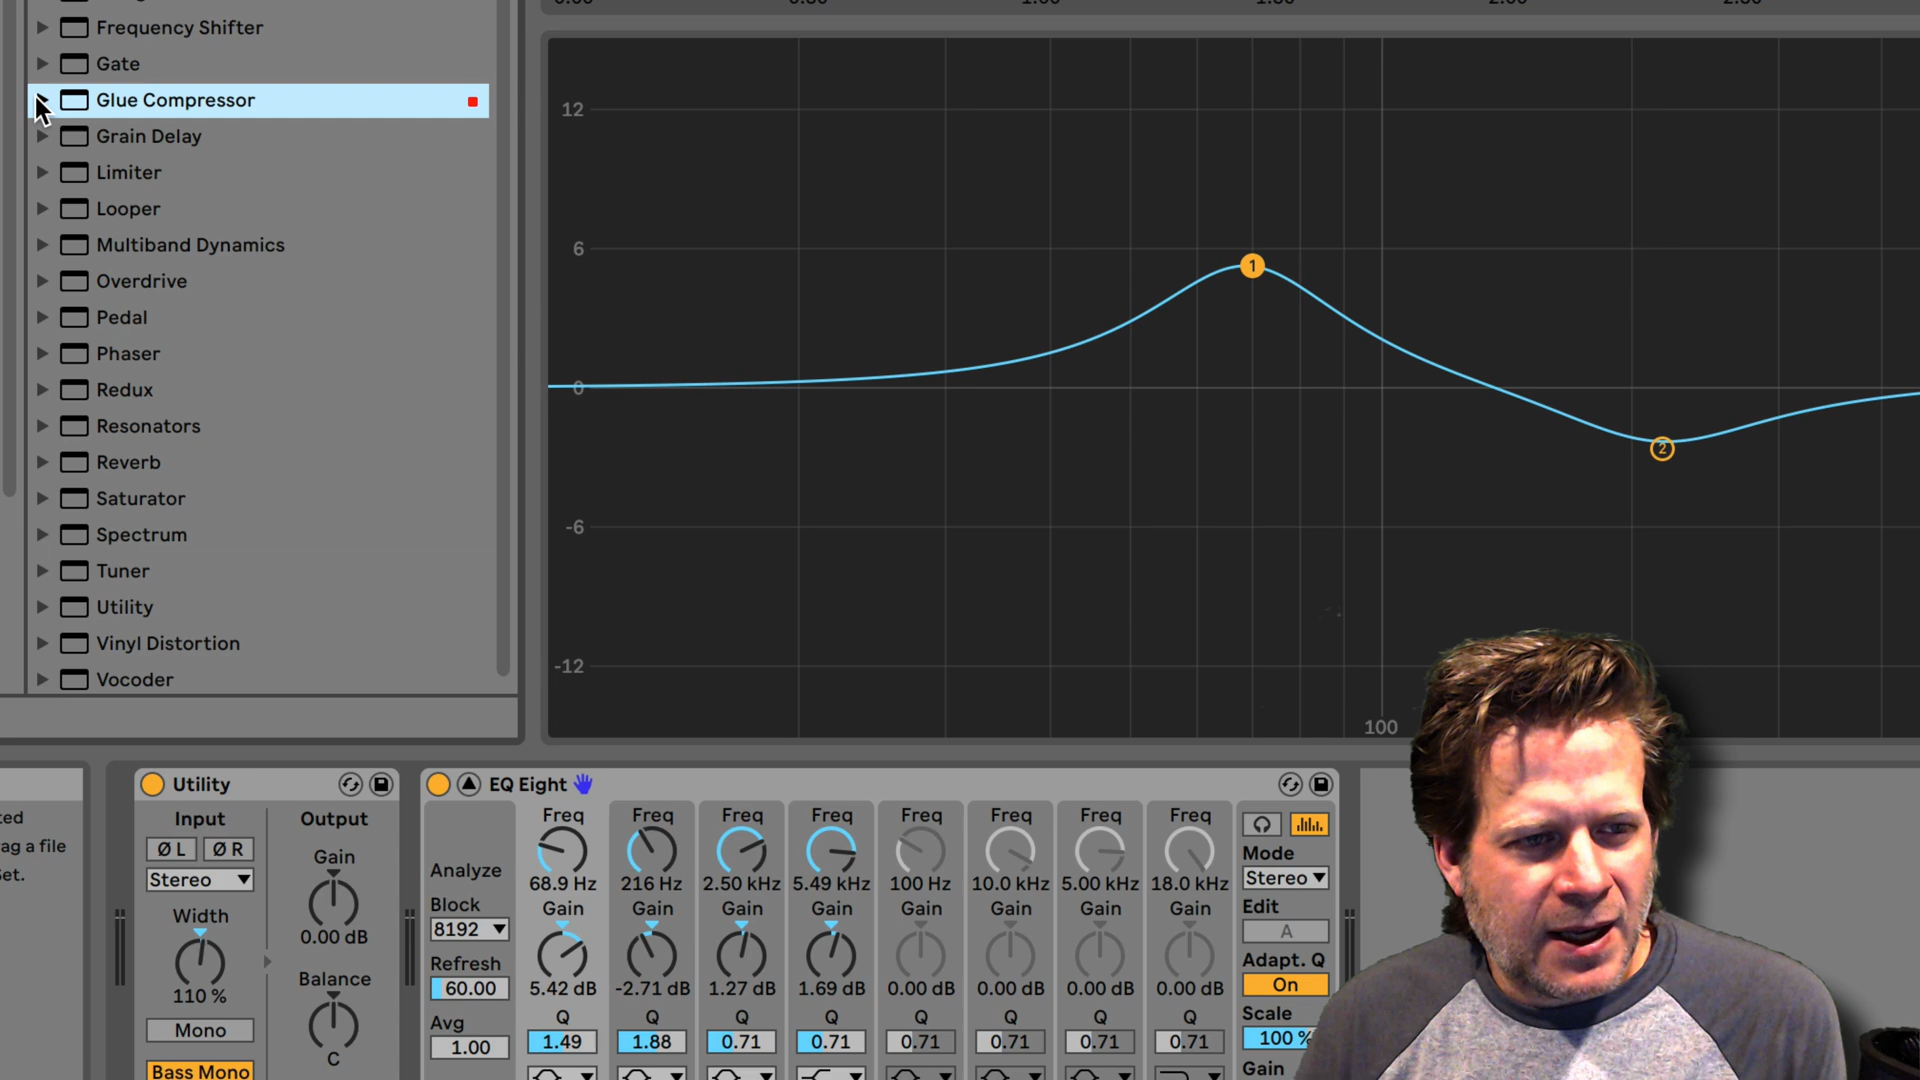 Frequency Shifter
Gate
Glue Compressor
Grain Delay
Limiter
Looper
Multiband Dynamics
Overdrive
Pedal
Phaser
Redux
Resonators
Reverb
Saturator
Spectrum
Tuner
Utility
Vinyl Distortion
Vocoder
12
6
0
-6
-12
100
1
2
ag a file
Utility
Input
Output
Ø L
Ø R
Stereo
Width
110 %
Mono
Bass Mono
Gain
0.00 dB
Balance
C
EQ Eight
Analyze
Block
8192
Refresh
60.00
Avg
1.00
Freq Freq Freq Freq Freq Freq Freq Freq
68.9 Hz 216 Hz 2.50 kHz 5.49 kHz 100 Hz 10.0 kHz 5.00 kHz 18.0 kHz
Gain Gain Gain Gain Gain Gain Gain Gain
5.42 dB -2.71 dB 1.27 dB 1.69 dB 0.00 dB 0.00 dB 0.00 dB 0.00 dB
Q Q Q Q Q Q Q Q
1.49 1.88 0.71 0.71 0.71 0.71 0.71 0.71
Mode
Stereo
Edit
A
Adapt. Q
On
Scale
100 %
Gain